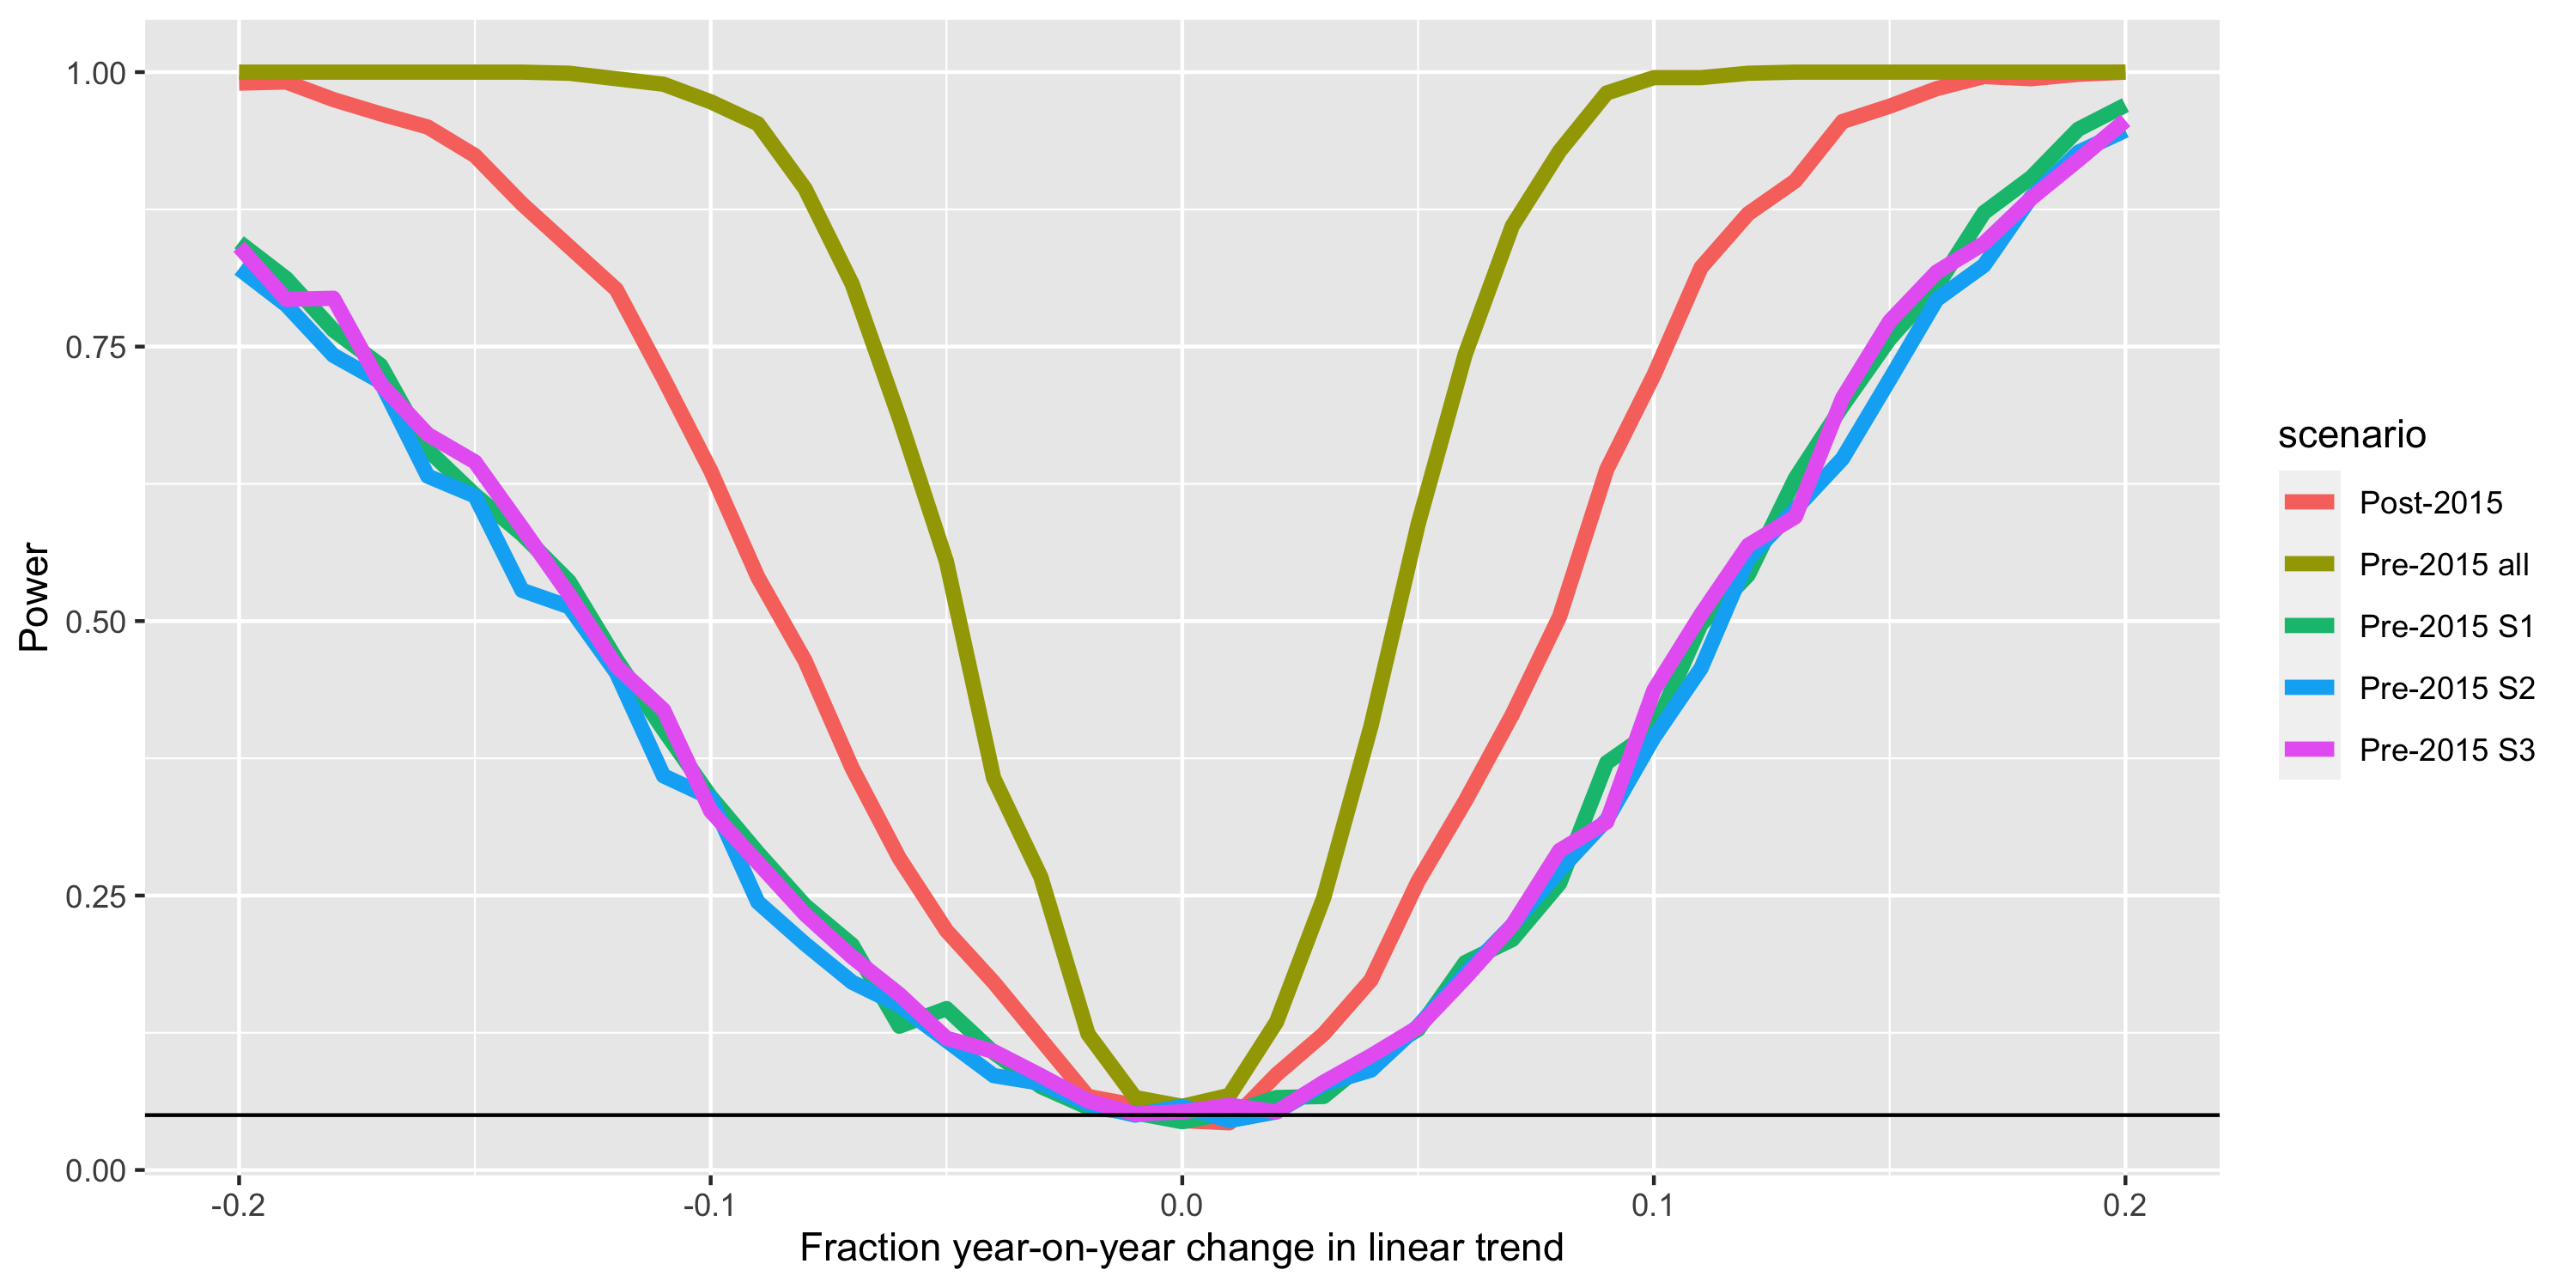 1.00
0.75
0.50
0.25
0.00
Power
-0.2
-0.1
0.0
0.1
0.2
Fraction year-on-year change in linear trend
scenario
Post-2015
Pre-2015 all
Pre-2015 S1
Pre-2015 S2
Pre-2015 S3